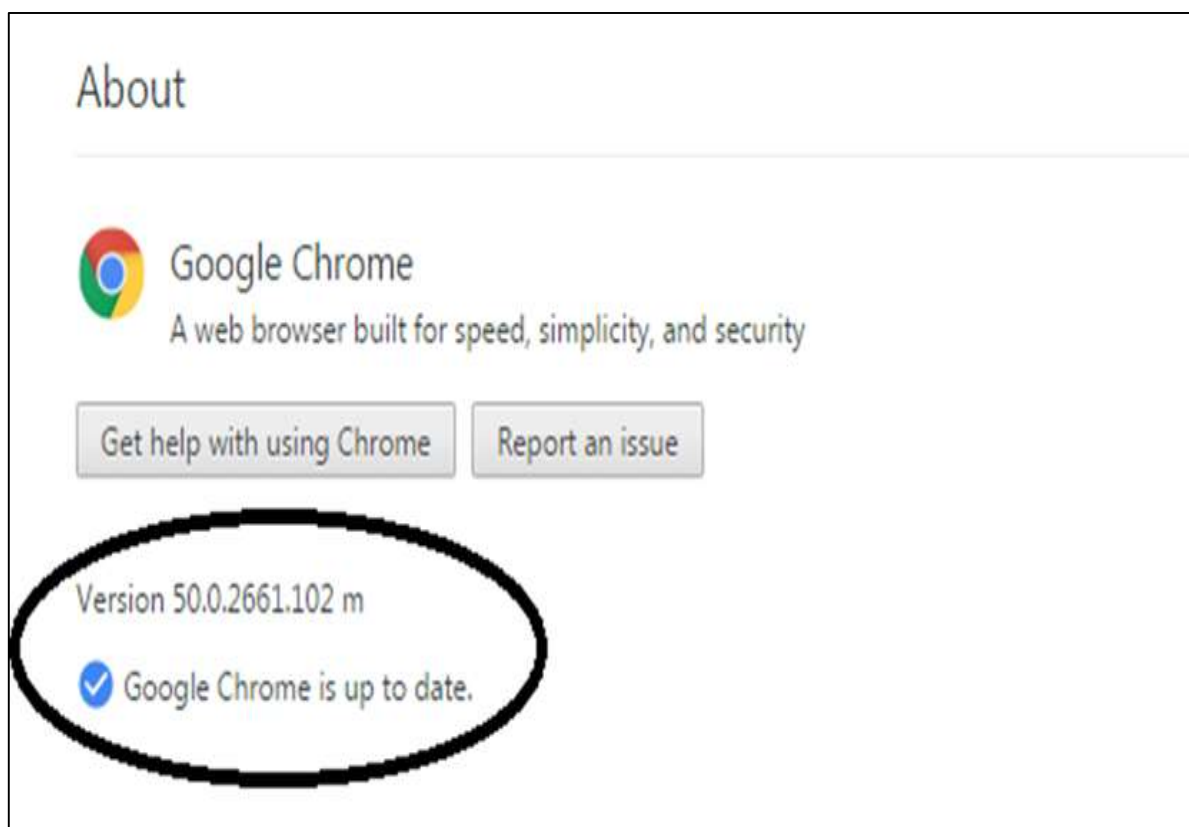 About
Google Chrome
A web browser built for speed, simplicity, and security
Get help with using Chrome Report an issue
Version 50.0.2661.102 m
Google Chrome is up to date.